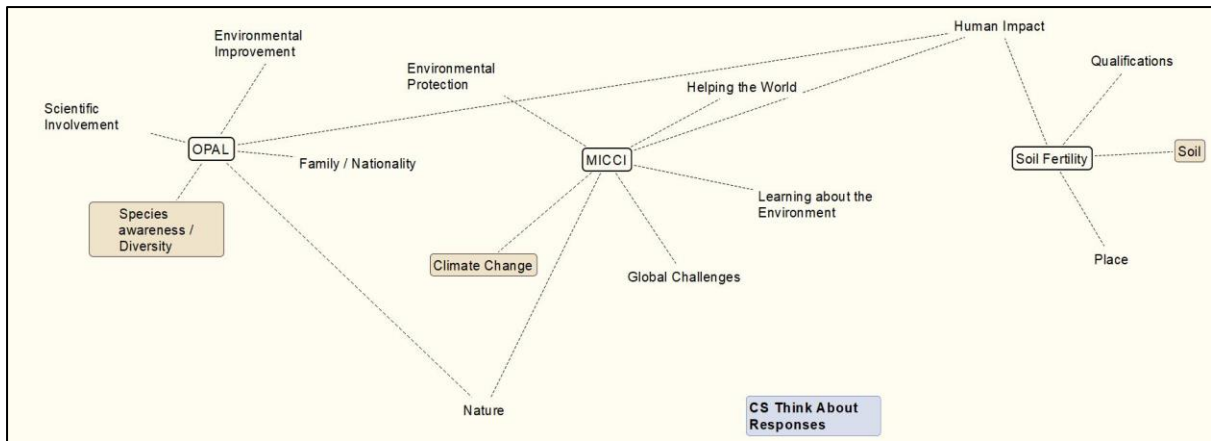 Human Impact
Environmental
Improvement
Qualifications
Environmental
Protection
Helping the World
Scientific
Involvement
OPAL
Family / Nationality
MICCI
Soil Fertility
Soil
Species
awareness /
Diversity
Learning about the
Environment
Climate Change
Global Challenges
Place
Nature
CS Think About
Responses